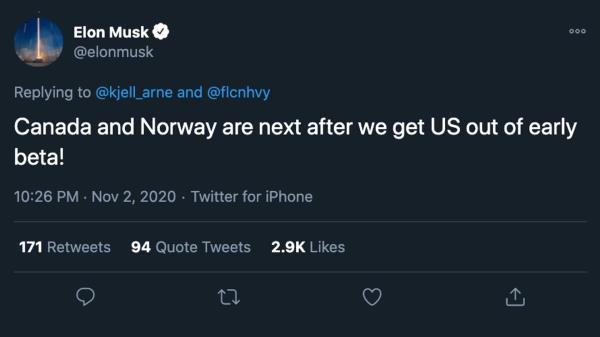 Elon Musk
@elonmusk
Replying to @kjell_arne and @flcnhvy
Canada and Norway are next after we get US out of early
beta!
10:26 PM · Nov 2, 2020 · Twitter for iPhone
171 Retweets 94 Quote Tweets 2.9K Likes